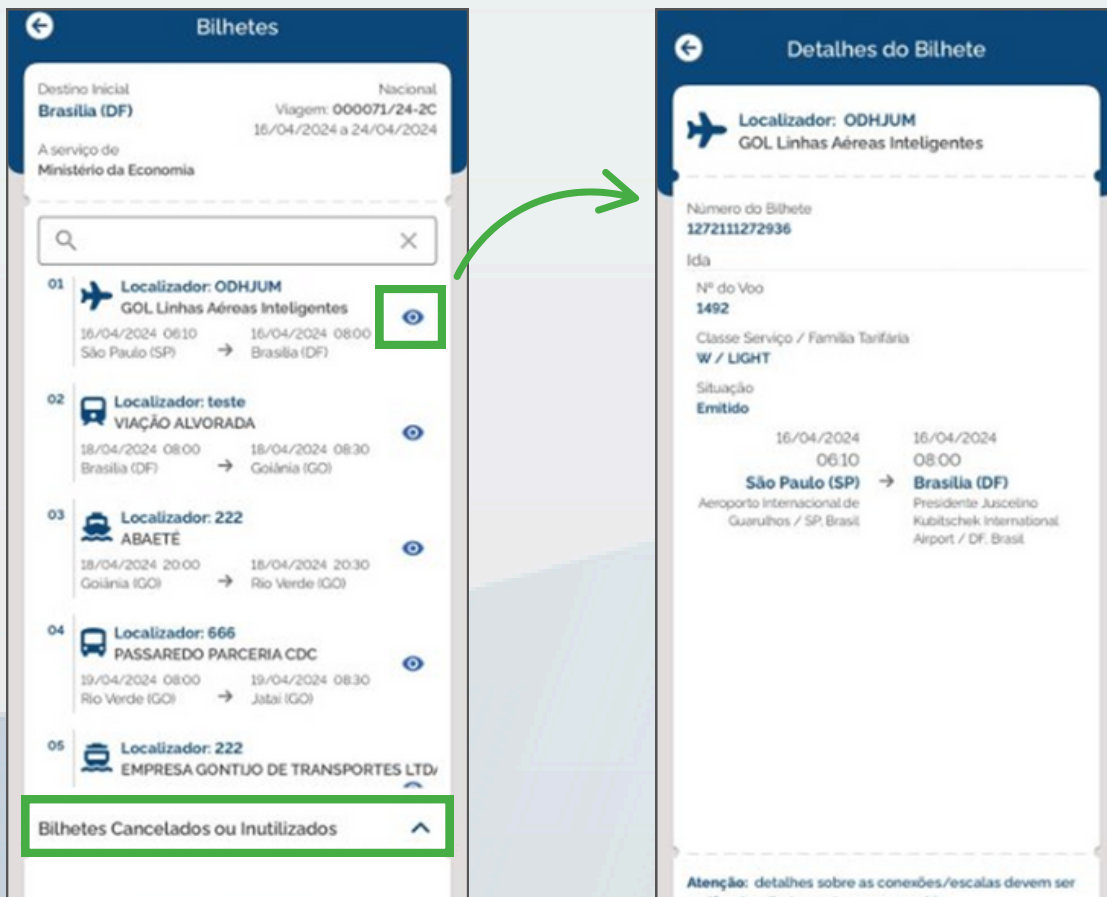 Bilhetes
Destino Inicial
Brasília (DF)
Nacional
Viagem: 000071/24-2C
16/04/2024 a 24/04/2024
A serviço de
Ministério da Economia
01
Localizador: ODHJUM
GOL Linhas Aéreas Inteligentes
16/04/2024 06:10
São Paulo (SP)
→
16/04/2024 08:00
Brasília (DF)
02
Localizador: teste
VIAÇÃO ALVORADA
18/04/2024 08:00
Brasília (DF)
→
18/04/2024 08:30
Goiânia (GO)
03
Localizador: 222
ABAETÉ
18/04/2024 20:00
Goiânia (GO)
→
18/04/2024 20:30
Rio Verde (GO)
04
Localizador: 666
PASSAREDO PARCERIA CDC
19/04/2024 08:00
Rio Verde (GO)
→
19/04/2024 08:30
Jataí (GO)
05
Localizador: 222
EMPRESA GONTIJO DE TRANSPORTES LTD
Bilhetes Cancelados ou Inutilizados
Detalhes do Bilhete
Localizador: ODHJUM
GOL Linhas Aéreas Inteligentes
Número do Bilhete
1272111272936
Ida
Nº do Voo
1492
Classe Serviço / Família Tarifária
W / LIGHT
Situação
Emitido
16/04/2024
06:10
São Paulo (SP)
Aeroporto Internacional de
Guarulhos / SP, Brasil
→
16/04/2024
08:00
Brasília (DF)
Presidente Juscelino
Kubitschek International
Airport / DF, Brasil
Atenção: detalhes sobre as conexões/escalas devem ser